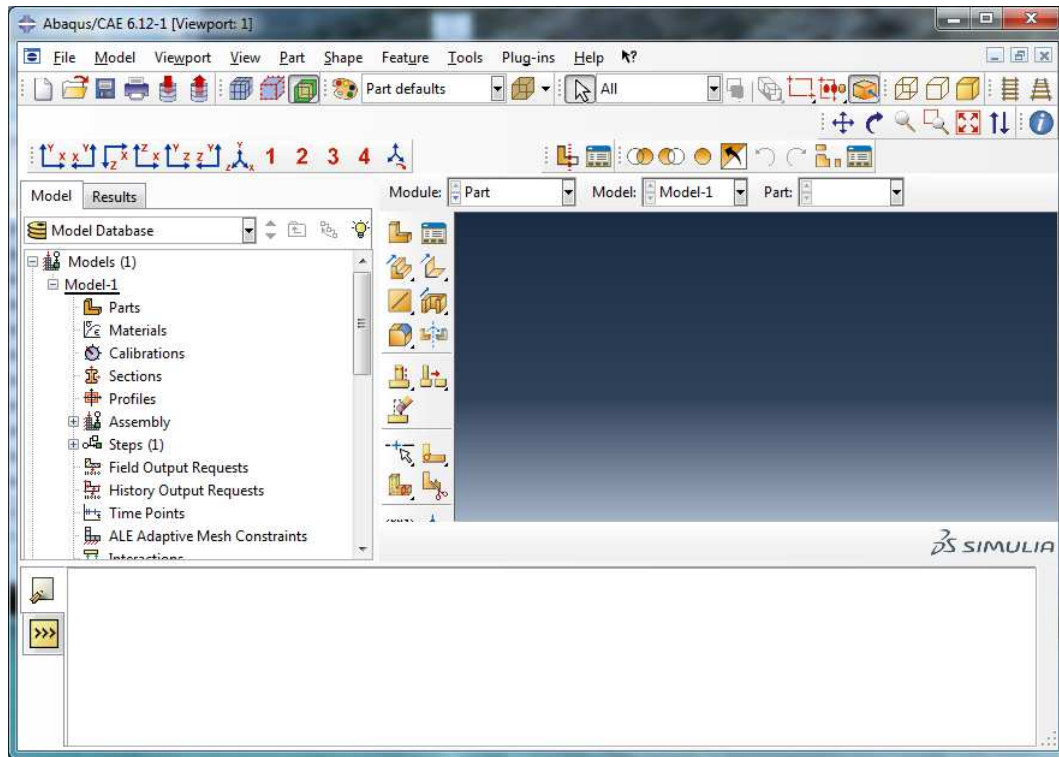 Abaqus/CAE 6.12-1 [Viewport: 1]
File Model Viewport View Part Shape Feature Tools Plug-ins Help
Part defaults All
1 2 3 4
Model Results Module: Part Model: Model-1 Part:
Model Database
Models (1)
Model-1
Parts
Materials
Calibrations
Sections
Profiles
Assembly
Steps (1)
Field Output Requests
History Output Requests
Time Points
ALE Adaptive Mesh Constraints
Interactions
SIMULIA
>>>